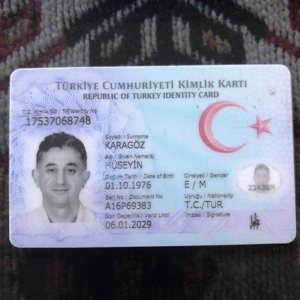 TÜRKİYE CUMHURİYETİ KİMLİK KARTI
REPUBLIC OF TURKEY IDENTITY CARD
T.C. Kimlik No / TR Identity No
17537068748
Soyadı / Surname
KARAGÖZ
Adı / Given Name(s)
HÜSEYİN
Doğum Tarihi / Date of Birth
01.10.1976
Cinsiyeti / Gender
E / M
Seri No / Document No
A16P69383
Uyruğu / Nationality
T.C./TUR
Son Geçerlilik / Valid Until
06.01.2029
İmzası / Signature